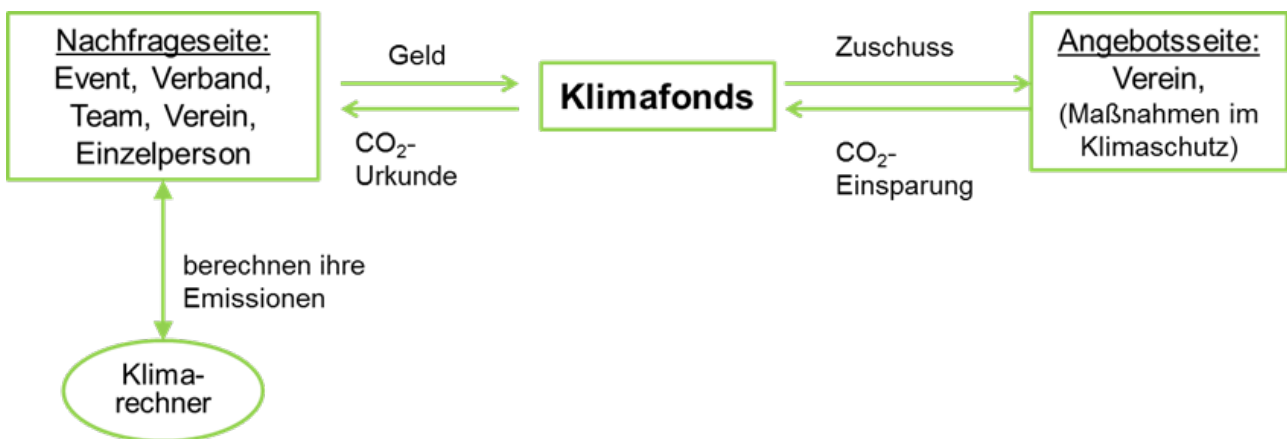 Nachfrageseite:
Event, Verband,
Team, Verein,
Einzelperson
Geld
CO₂-
Urkunde
Klimafonds
Zuschuss
CO₂-
Einsparung
Angebotsseite:
Verein,
(Maßnahmen im
Klimaschutz)
berechnen ihre
Emissionen
Klima-
rechner